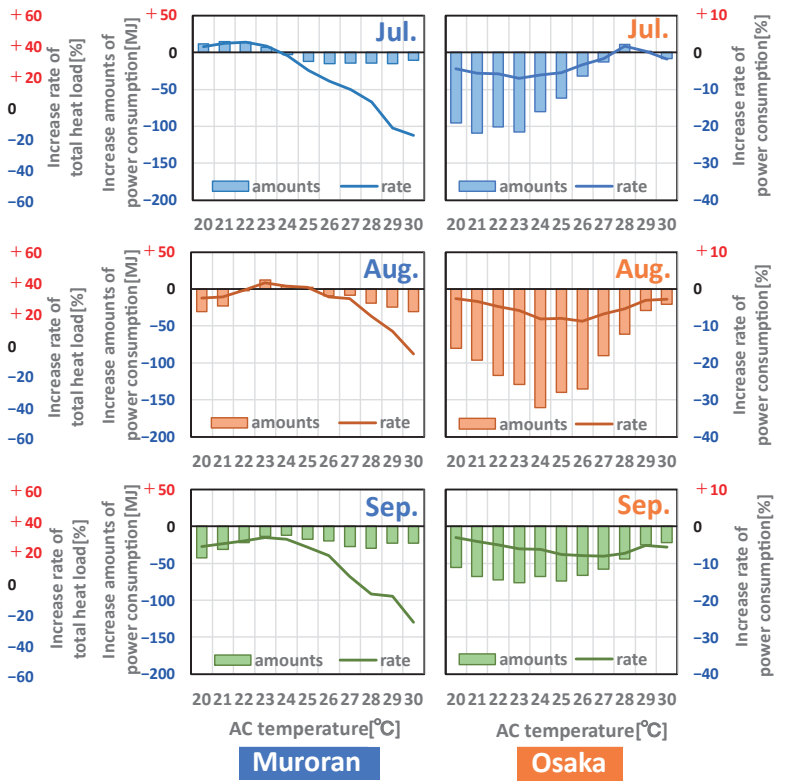 +60
+40
+20
0
−20
−40
−60
Increase rate of
total heat load[%]
Increase amounts of
power consumption[MJ]
+50
0
−50
−100
−150
−200
Jul.
amounts
rate
20 21 22 23 24 25 26 27 28 29 30
Jul.
amounts
rate
20 21 22 23 24 25 26 27 28 29 30
+10
0
−10
−20
−30
−40
Increase rate of
power consumption[%]
+60
+40
+20
0
−20
−40
−60
Increase rate of
total heat load[%]
Increase amounts of
power consumption[MJ]
+50
0
−50
−100
−150
−200
Aug.
amounts
rate
20 21 22 23 24 25 26 27 28 29 30
Aug.
amounts
rate
20 21 22 23 24 25 26 27 28 29 30
+10
0
−10
−20
−30
−40
Increase rate of
power consumption[%]
+60
+40
+20
0
−20
−40
−60
Increase rate of
total heat load[%]
Increase amounts of
power consumption[MJ]
+50
0
−50
−100
−150
−200
Sep.
amounts
rate
20 21 22 23 24 25 26 27 28 29 30
Sep.
amounts
rate
20 21 22 23 24 25 26 27 28 29 30
+10
0
−10
−20
−30
−40
Increase rate of
power consumption[%]
AC temperature[℃]
AC temperature[℃]
Muroran
Osaka